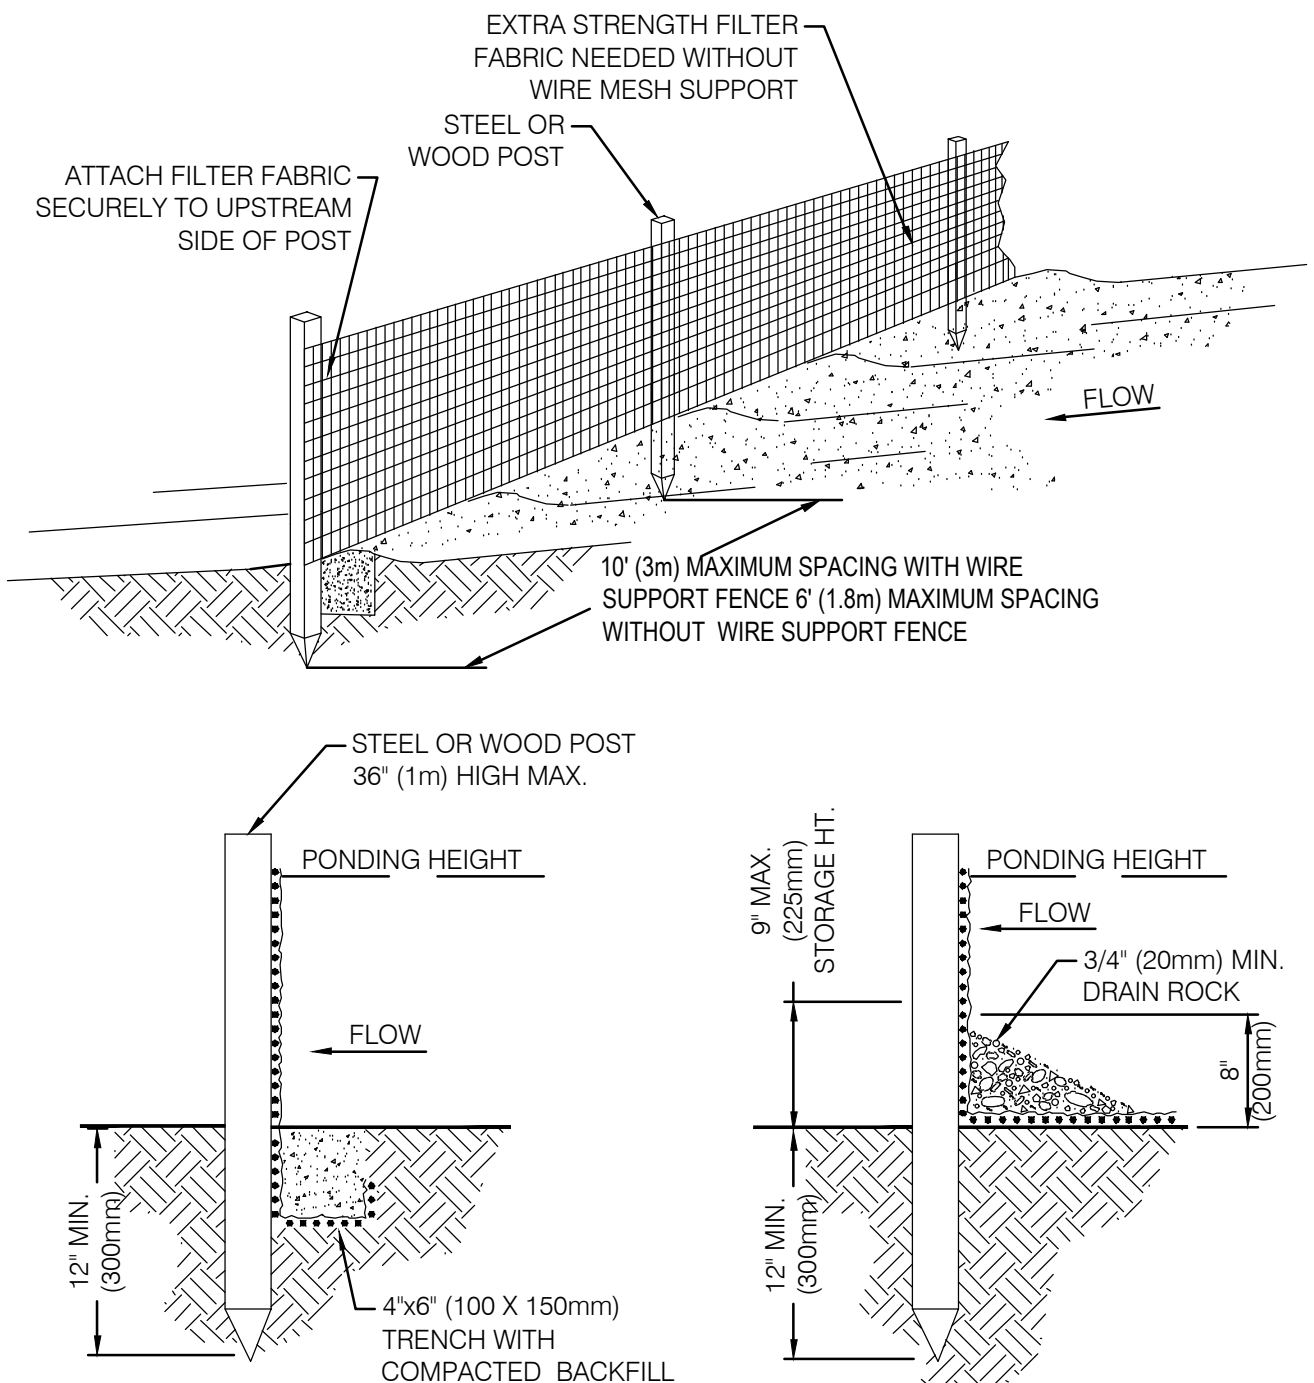 EXTRA STRENGTH FILTER
FABRIC NEEDED WITHOUT
WIRE MESH SUPPORT
STEEL OR
WOOD POST
ATTACH FILTER FABRIC
SECURELY TO UPSTREAM
SIDE OF POST
FLOW
10' (3m) MAXIMUM SPACING WITH WIRE
SUPPORT FENCE 6' (1.8m) MAXIMUM SPACING
WITHOUT WIRE SUPPORT FENCE
STEEL OR WOOD POST
36" (1m) HIGH MAX.
PONDING HEIGHT
FLOW
12" MIN.
(300mm)
4"x6" (100 X 150mm)
TRENCH WITH
COMPACTED BACKFILL
9" MAX.
(225mm)
STORAGE HT.
PONDING HEIGHT
FLOW
3/4" (20mm) MIN.
DRAIN ROCK
8"
(200mm)
12" MIN.
(300mm)